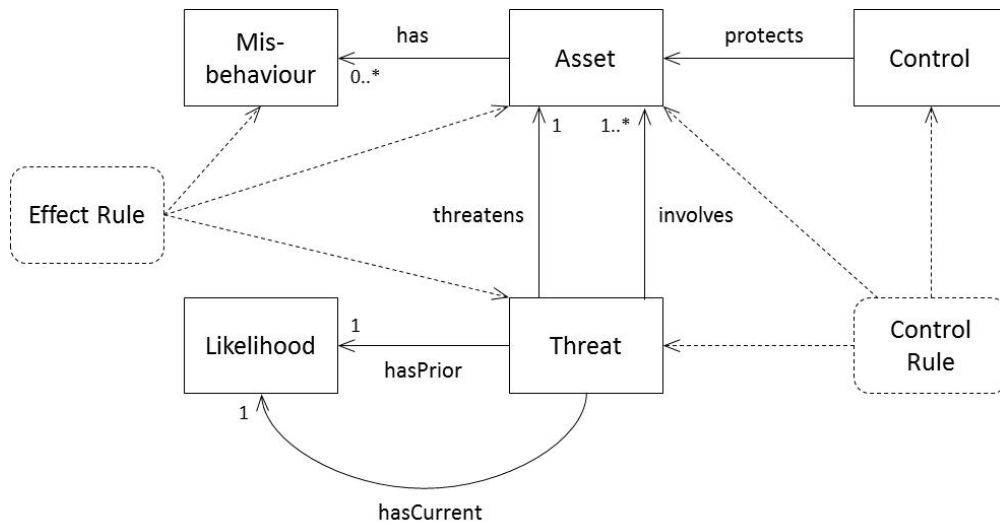 Mis-
behaviour
has
0..*
Asset
protects
Control
1
1..*
Effect Rule
threatens
involves
Likelihood
1
hasPrior
Threat
Control
Rule
1
hasCurrent